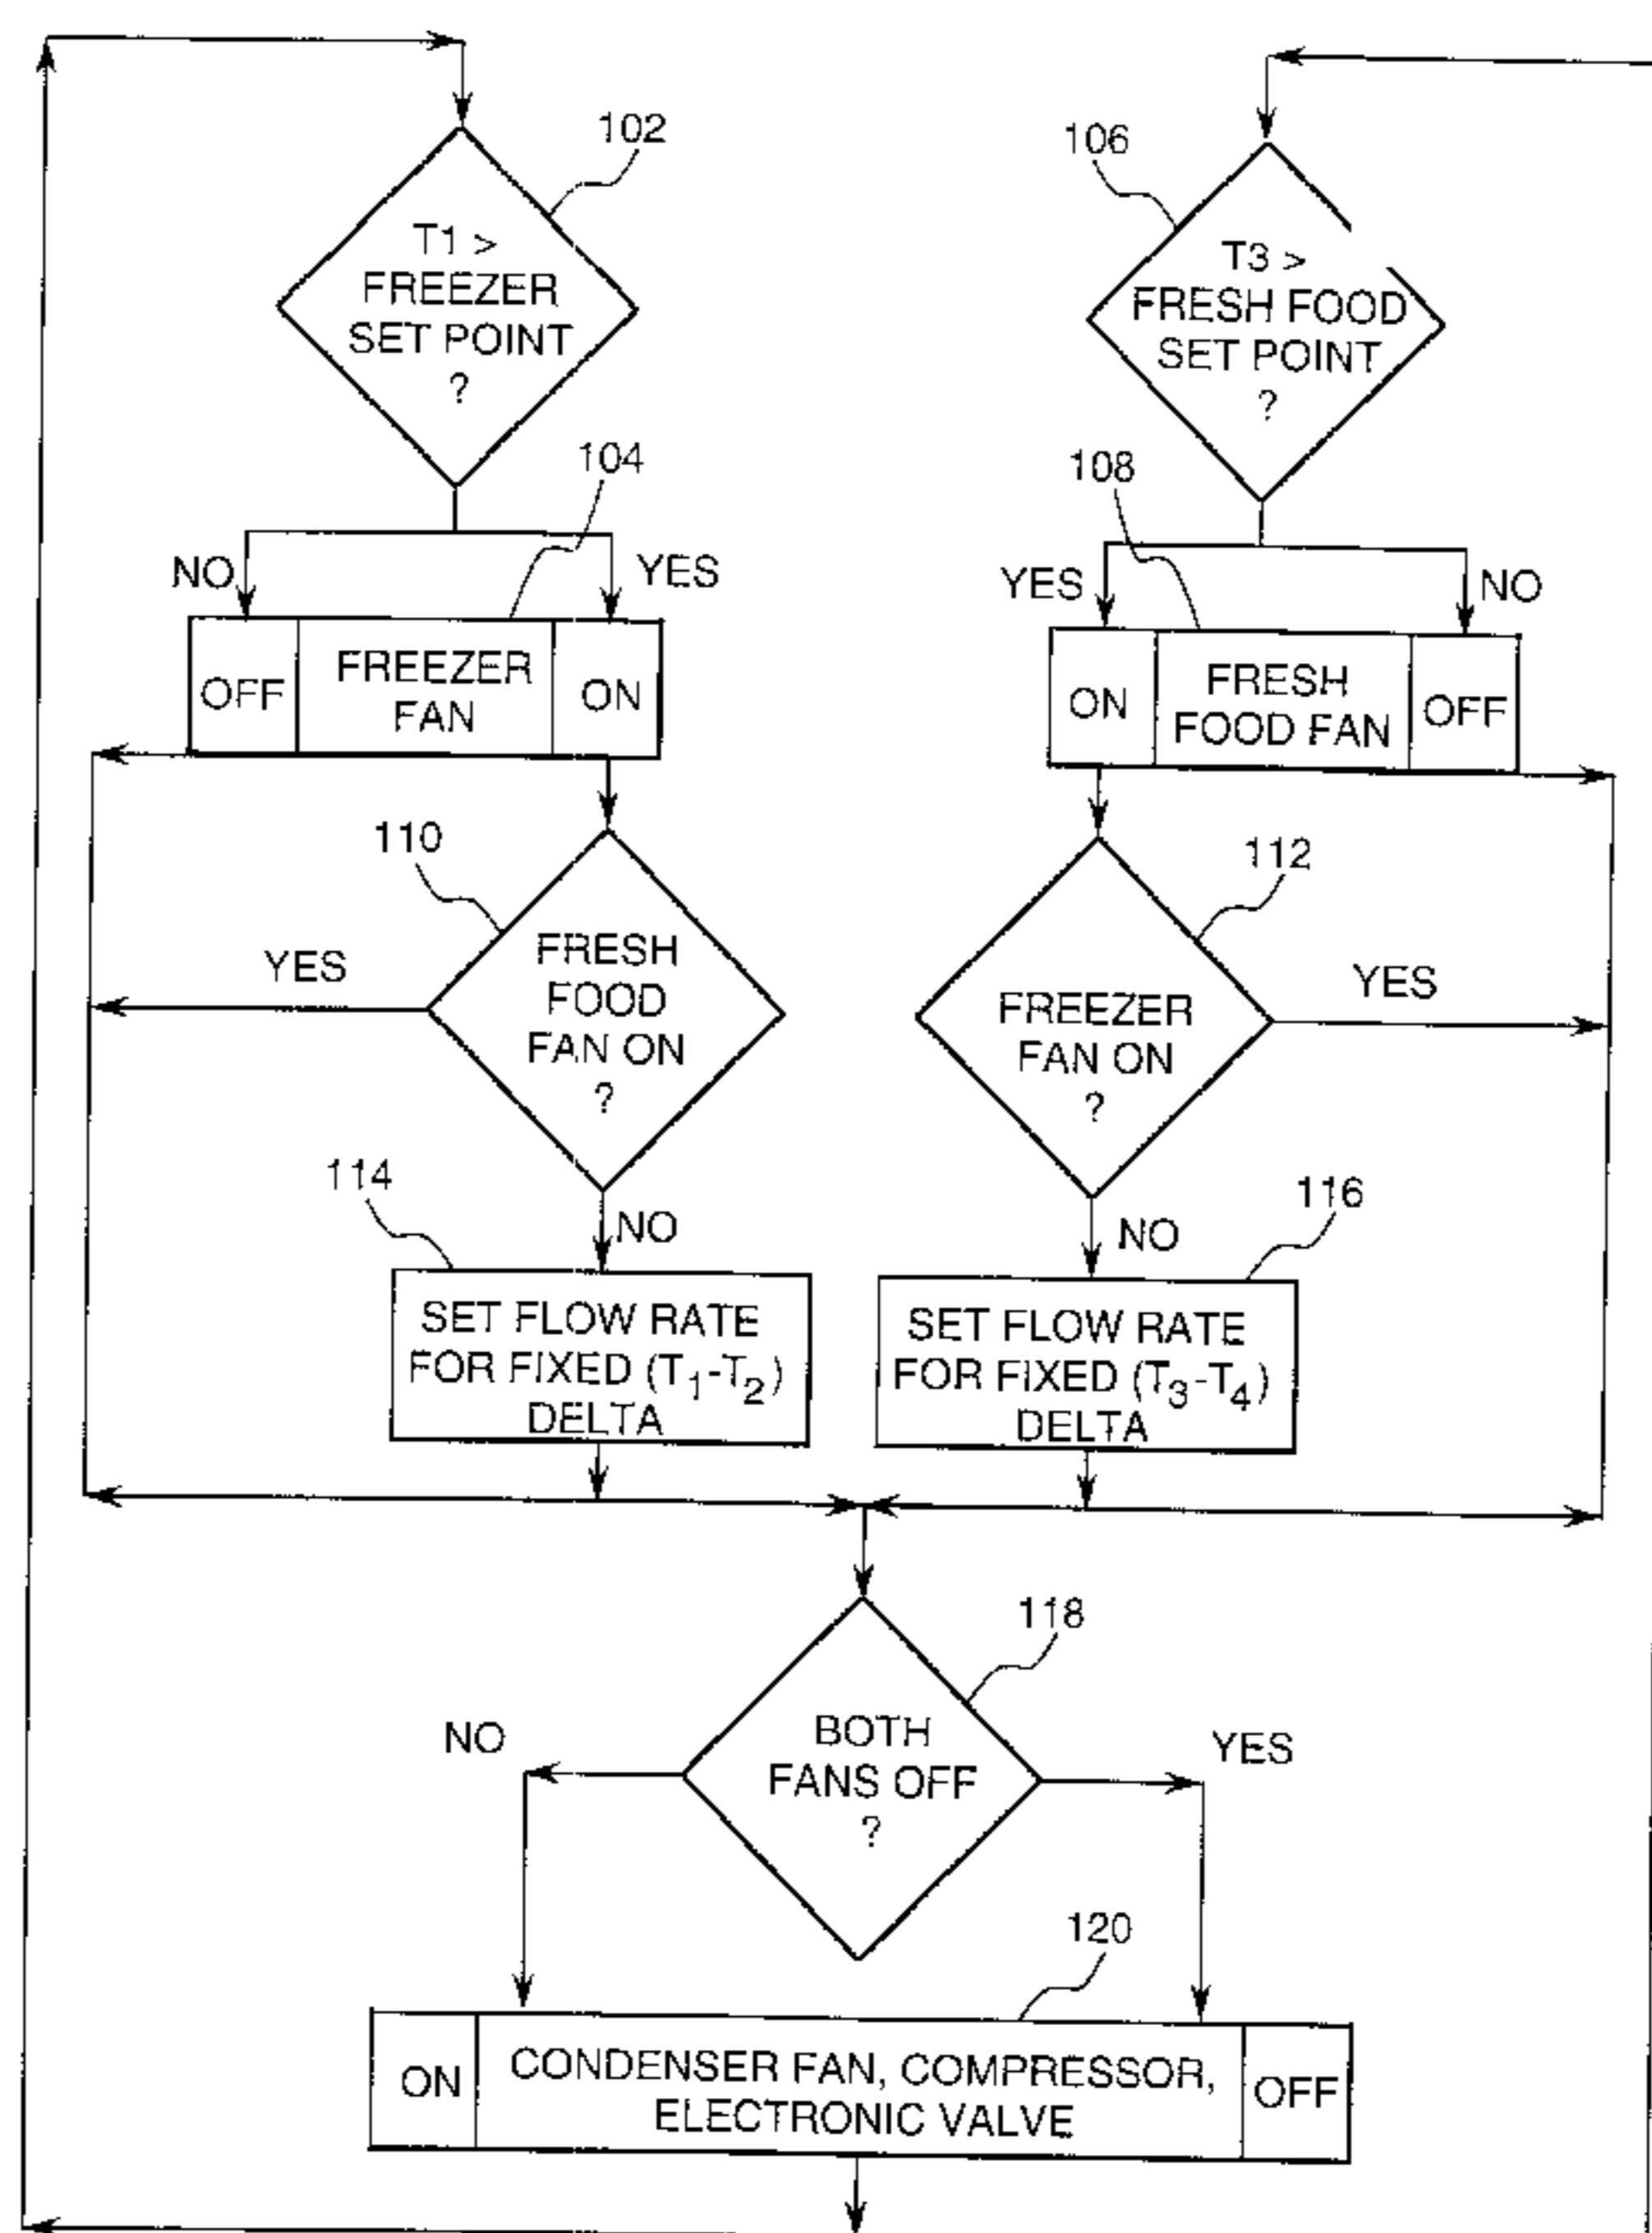 102
T1 >
FREEZER
SET POINT
?
106
T3 >
FRESH FOOD
SET POINT
?
104
NO
YES
OFF
FREEZER
FAN
ON
108
YES
NO
ON
FRESH
FOOD FAN
OFF
110
YES
FRESH
FOOD
FAN ON
?
NO
112
YES
FREEZER
FAN ON
?
NO
114
SET FLOW RATE
FOR FIXED (T1-T2)
DELTA
116
SET FLOW RATE
FOR FIXED (T3-T4)
DELTA
118
NO
BOTH
FANS OFF
?
YES
120
ON
CONDENSER FAN, COMPRESSOR,
ELECTRONIC VALVE
OFF